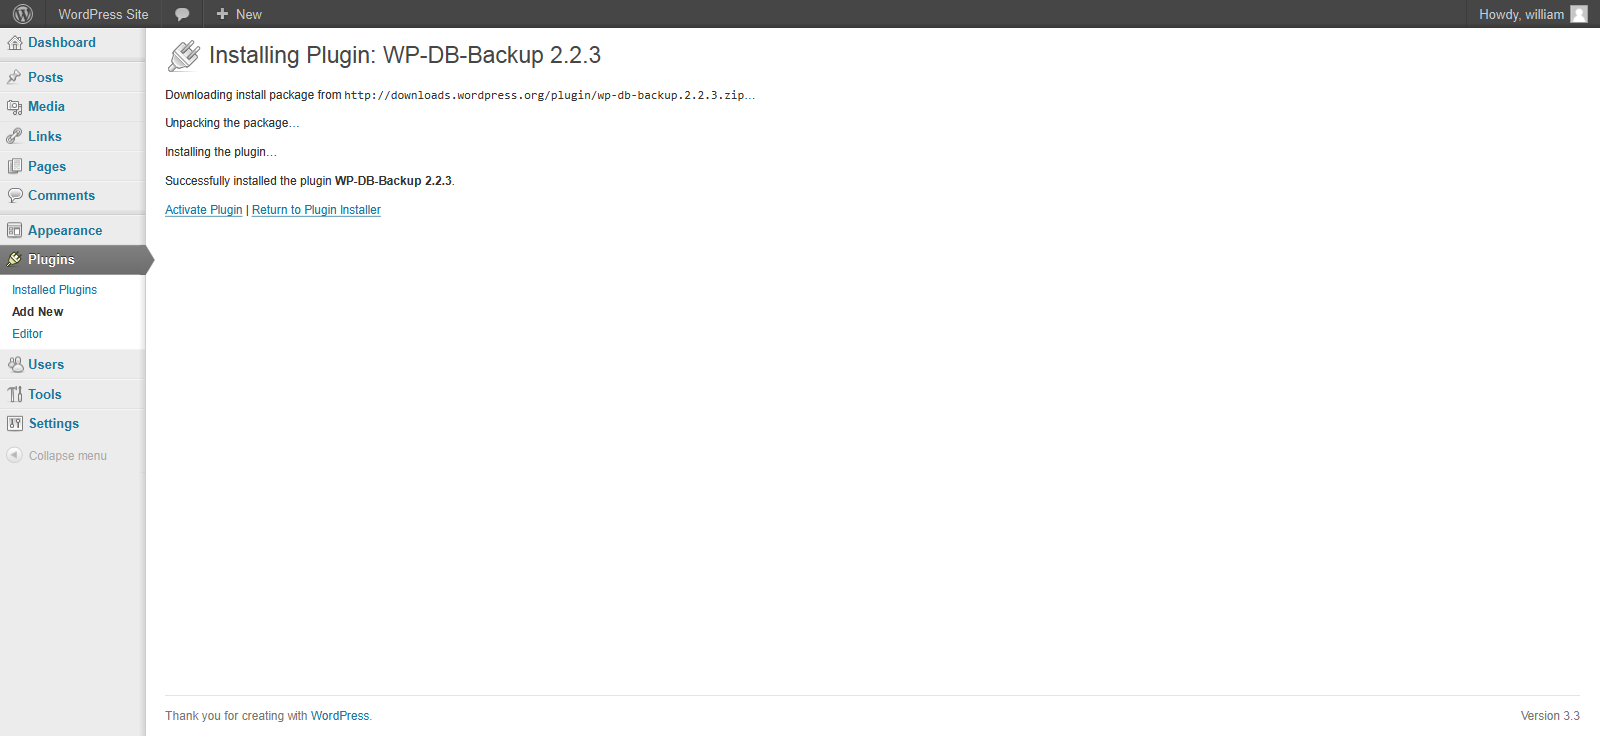 WordPress Site
New
Howdy, william
Dashboard
Posts
Media
Links
Pages
Comments
Appearance
Plugins
Installed Plugins
Add New
Editor
Users
Tools
Settings
Collapse menu
Installing Plugin: WP-DB-Backup 2.2.3
Downloading install package from http://downloads.wordpress.org/plugin/wp-db-backup.2.2.3.zip…
Unpacking the package…
Installing the plugin…
Successfully installed the plugin WP-DB-Backup 2.2.3.
Activate Plugin | Return to Plugin Installer
Thank you for creating with WordPress.
Version 3.3